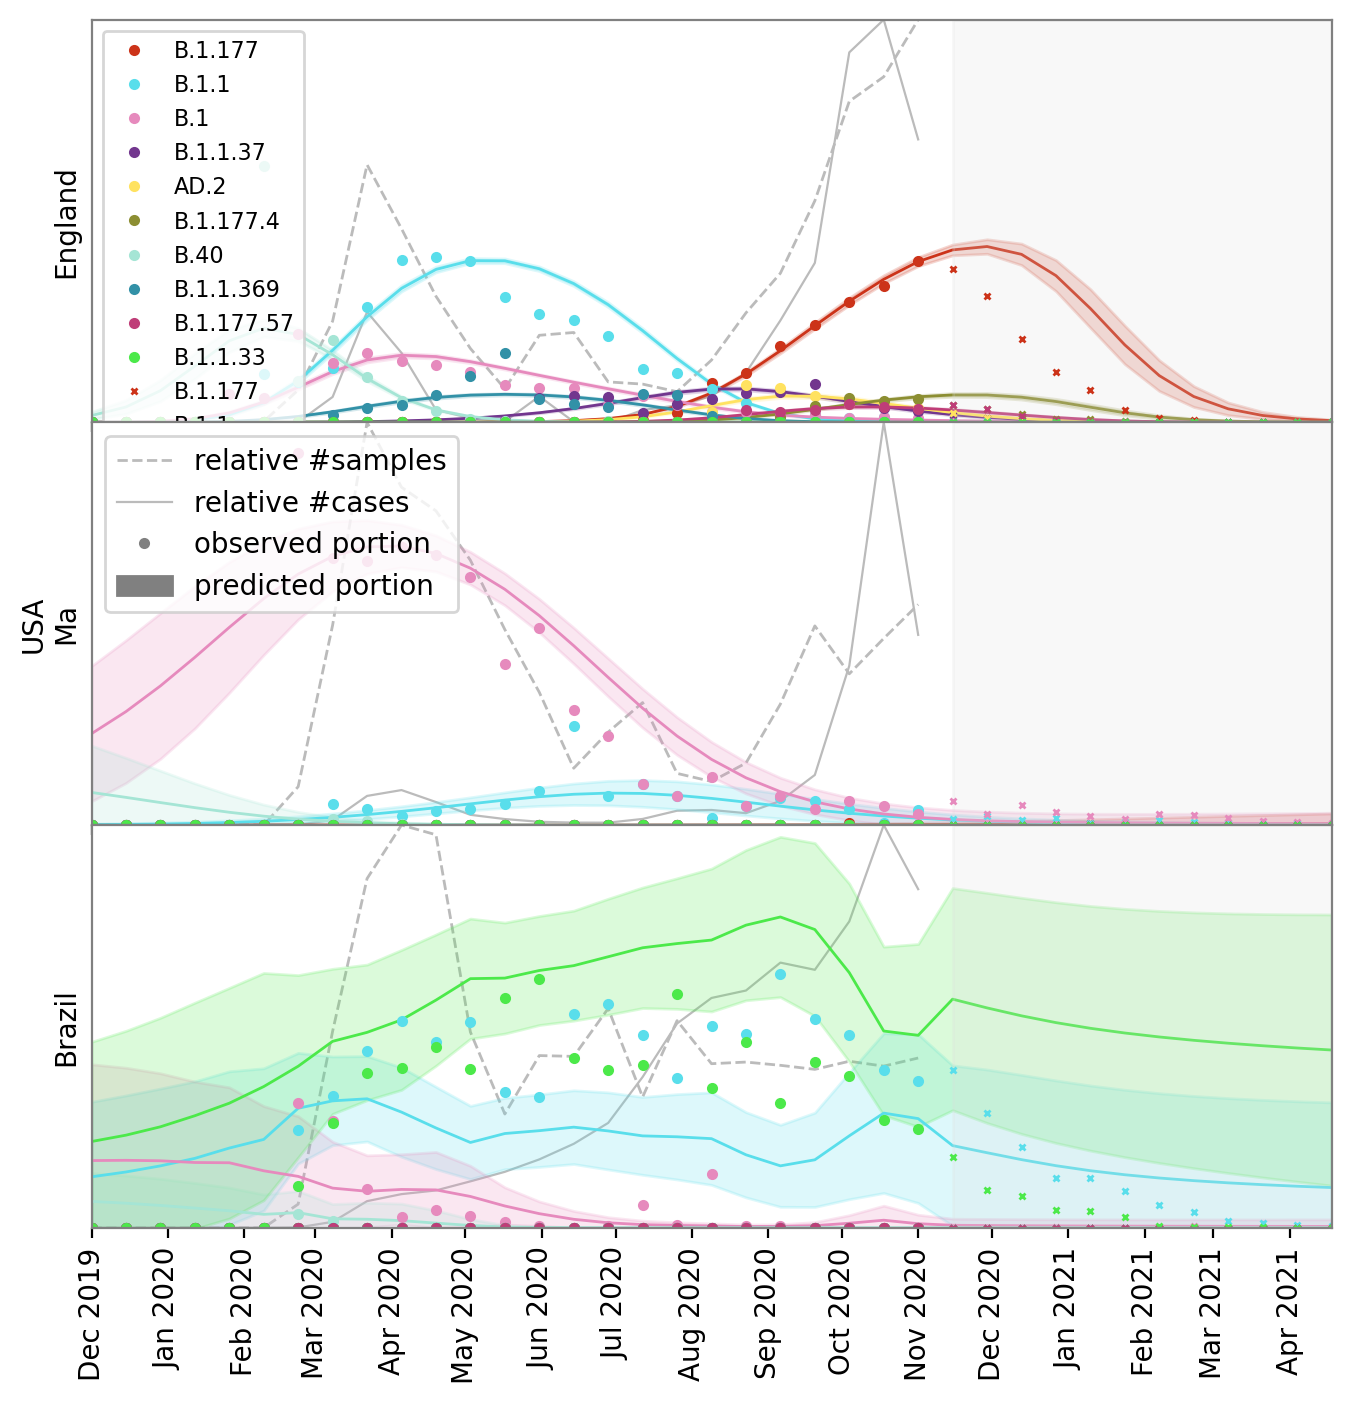 England
B.1.177
B.1.1
B.1
B.1.1.37
AD.2
B.1.177.4
B.40
B.1.1.369
B.1.177.57
B.1.1.33
B.1.177
USA
Ma
relative #samples
relative #cases
observed portion
predicted portion
Brazil
Dec 2019
Jan 2020
Feb 2020
Mar 2020
Apr 2020
May 2020
Jun 2020
Jul 2020
Aug 2020
Sep 2020
Oct 2020
Nov 2020
Dec 2020
Jan 2021
Feb 2021
Mar 2021
Apr 2021